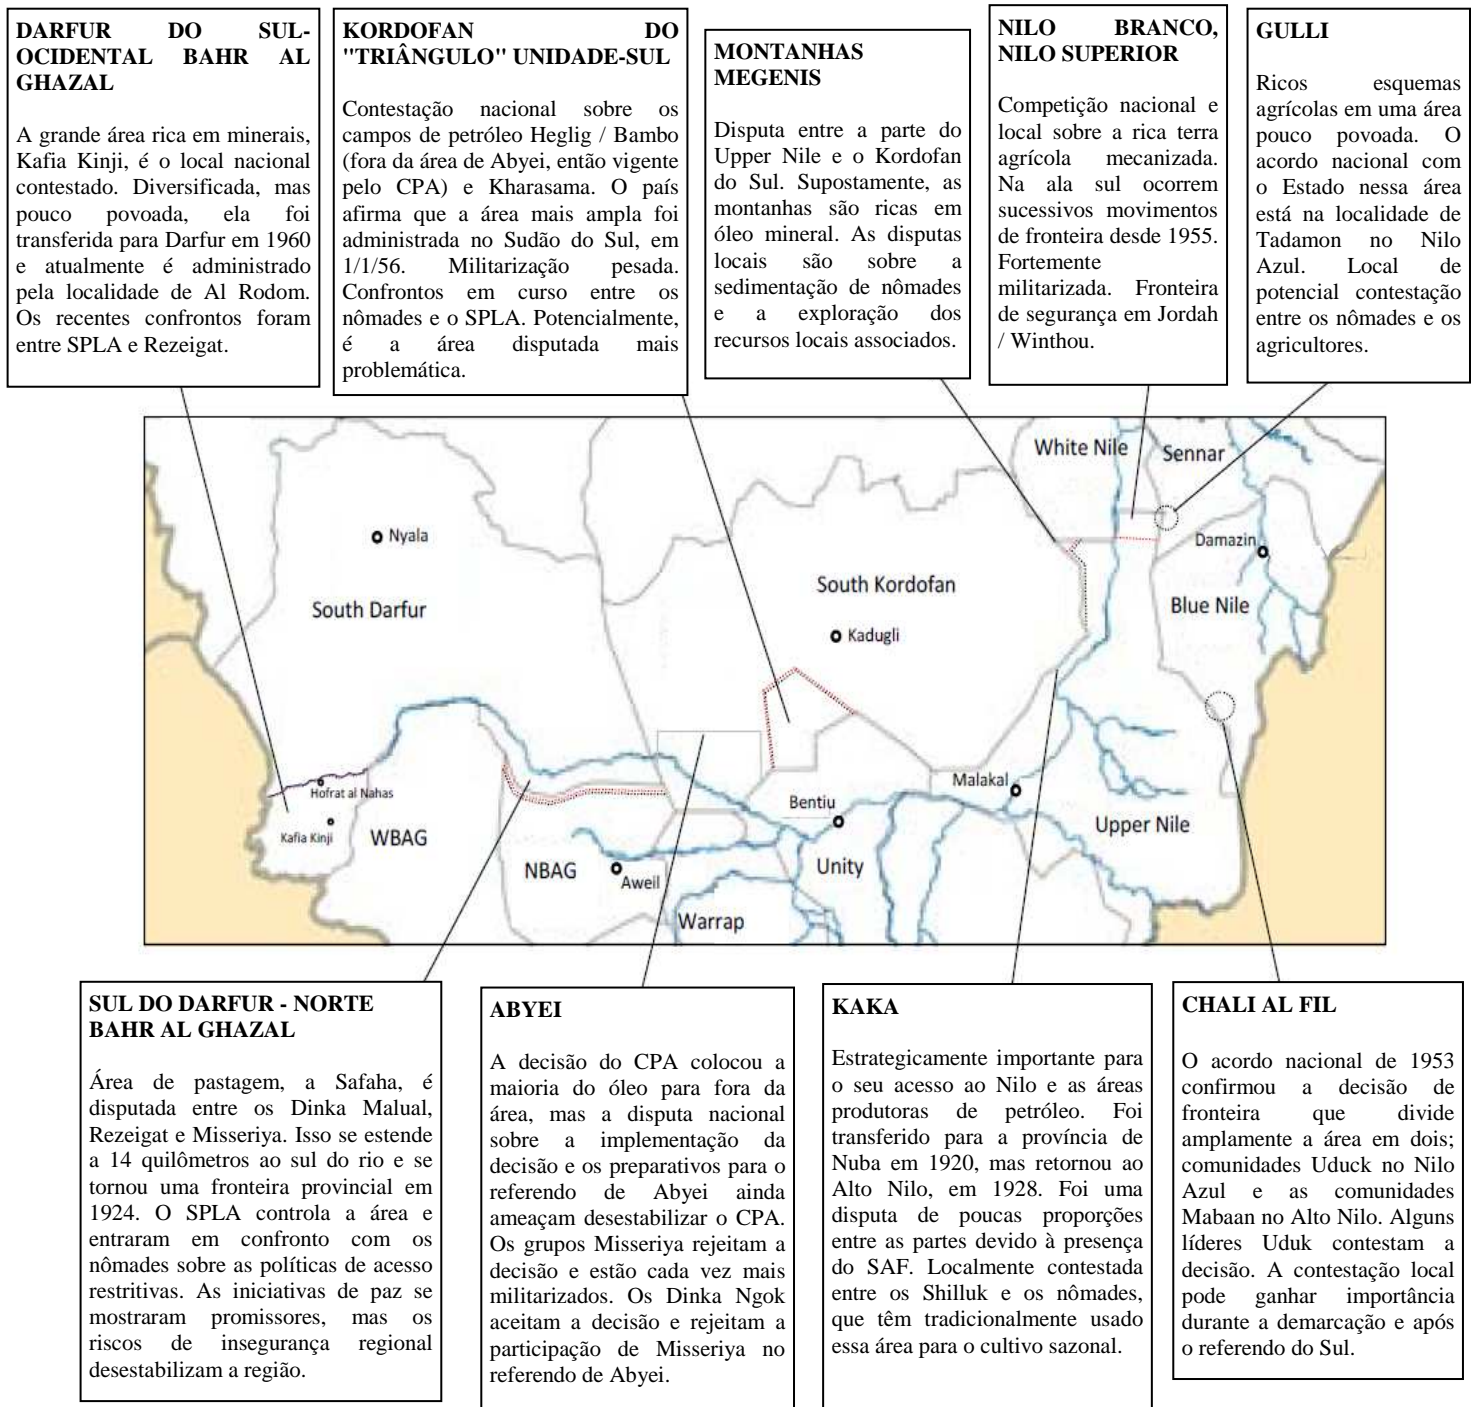 DARFUR DO SUL-
OCIDENTAL BAHR AL
GHAZAL
A grande área rica em minerais,
Kafia Kinji, é o local nacional
contestado. Diversificada, mas
pouco povoada, ela foi
transferida para Darfur em 1960
e atualmente é administrado
pela localidade de Al Rodom.
Os recentes confrontos foram
entre SPLA e Rezeigat.
KORDOFAN DO
"TRIÂNGULO" UNIDADE-SUL
Contestação nacional sobre os
campos de petróleo Heglig / Bambo
(fora da área de Abyei, então vigente
pelo CPA) e Kharasama. O país
afirma que a área mais ampla foi
administrada no Sudão do Sul, em
1/1/56. Militarização pesada.
Confrontos em curso entre os
nômades e o SPLA. Potencialmente,
é a área disputada mais
problemática.
MONTANHAS
MEGENIS
Disputa entre a parte do
Upper Nile e o Kordofan
do Sul. Supostamente, as
montanhas são ricas em
óleo mineral. As disputas
locais são sobre a
sedimentação de nômades
e a exploração dos
recursos locais associados.
NILO BRANCO,
NILO SUPERIOR
Competição nacional e
local sobre a rica terra
agrícola mecanizada.
Na ala sul ocorrem
sucessivos movimentos
de fronteira desde 1955.
Fortemente
militarizada. Fronteira
de segurança em Jordah
/ Winthou.
GULLI
Ricos esquemas
agrícolas em uma área
pouco povoada. O
acordo nacional com
o Estado nessa área
está na localidade de
Tadamon no Nilo
Azul. Local de
potencial contestação
entre os nômades e os
agricultores.
White Nile
Sennar
Nyala
Damazin
South Darfur
South Kordofan
Blue Nile
Kadugli
Hofrat al Nahas
Malakal
Bentiu
Kafia Kinji
WBAG
Upper Nile
NBAG
Aweil
Unity
Warrap
SUL DO DARFUR - NORTE
BAHR AL GHAZAL
Área de pastagem, a Safaha, é
disputada entre os Dinka Malual,
Rezeigat e Misseriya. Isso se estende
a 14 quilômetros ao sul do rio e se
tornou uma fronteira provincial em
1924. O SPLA controla a área e
entraram em confronto com os
nômades sobre as políticas de acesso
restritivas. As iniciativas de paz se
mostraram promissores, mas os
riscos de insegurança regional
desestabilizam a região.
ABYEI
A decisão do CPA colocou a
maioria do óleo para fora da
área, mas a disputa nacional
sobre a implementação da
decisão e os preparativos para o
referendo de Abyei ainda
ameaçam desestabilizar o CPA.
Os grupos Misseriya rejeitam a
decisão e estão cada vez mais
militarizados. Os Dinka Ngok
aceitam a decisão e rejeitam a
participação de Misseriya no
referendo de Abyei.
KAKA
Estrategicamente importante para
o seu acesso ao Nilo e as áreas
produtoras de petróleo. Foi
transferido para a província de
Nuba em 1920, mas retornou ao
Alto Nilo, em 1928. Foi uma
disputa de poucas proporções
entre as partes devido à presença
do SAF. Localmente contestada
entre os Shilluk e os nômades,
que têm tradicionalmente usado
essa área para o cultivo sazonal.
CHALI AL FIL
O acordo nacional de 1953
confirmou a decisão de
fronteira que divide
amplamente a área em dois;
comunidades Uduck no Nilo
Azul e as comunidades
Mabaan no Alto Nilo. Alguns
líderes Uduk contestam a
decisão. A contestação local
pode ganhar importância
durante a demarcação e após
o referendo do Sul.